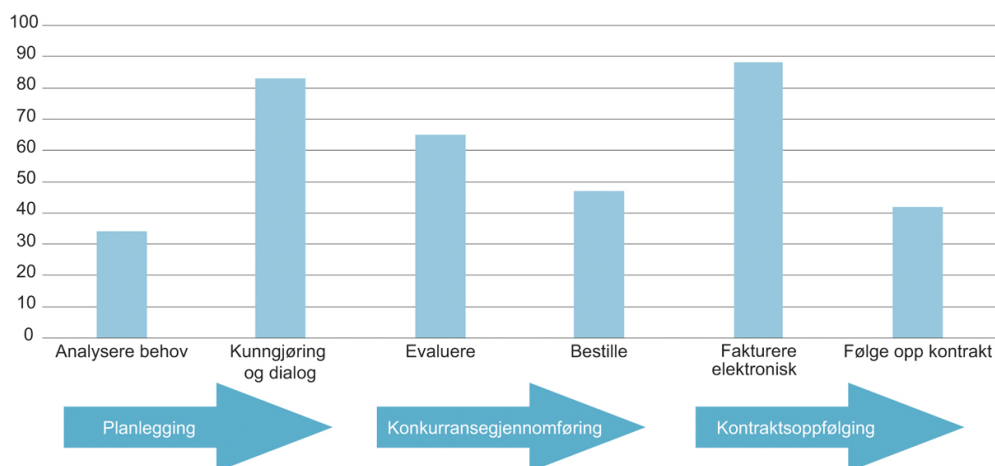 100
90
80
70
60
50
40
30
20
10
0
Analysere behov
Kunngjøring
og dialog
Evaluere
Bestille
Fakturere
elektronisk
Følge opp kontrakt
Planlegging
Konkurransegjennomføring
Kontraktsoppfølging